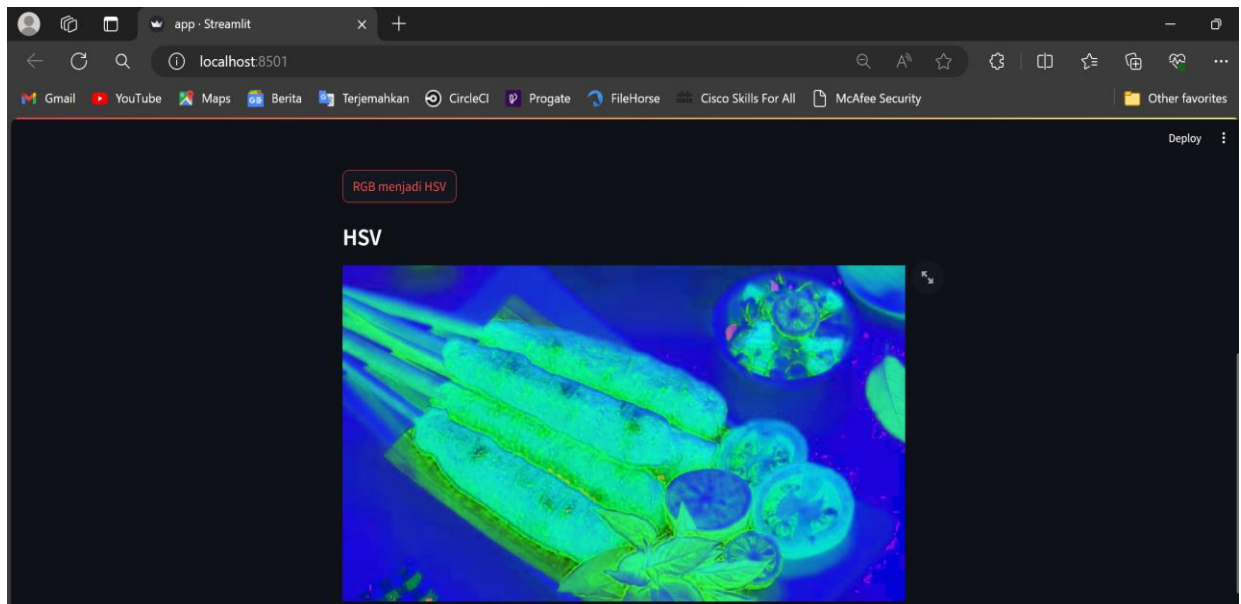 app · Streamlit
localhost:8501
Gmail YouTube Maps Berita Terjemahkan CircleCI Progate FileHorse Cisco Skills For All McAfee Security Other favorites
Deploy
RGB menjadi HSV
HSV